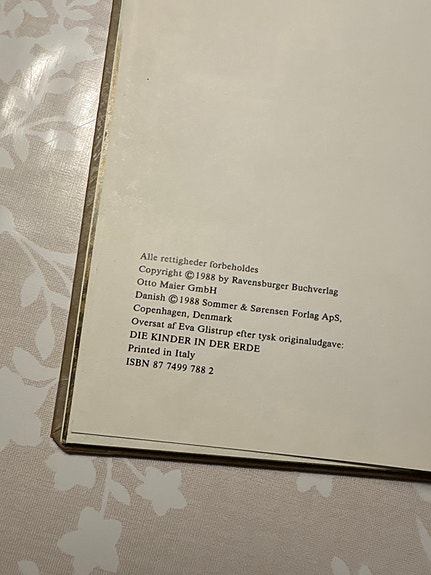 Alle rettigheder forbeholdes
Copyright © 1988 by Ravensburger Buchverlag
Otto Maier GmbH
Danish © 1988 Sommer & Sørensen Forlag ApS,
Copenhagen, Denmark
Oversat af Eva Glistrup efter tysk originaludgave:
DIE KINDER IN DER ERDE
Printed in Italy
ISBN 87 7499 788 2